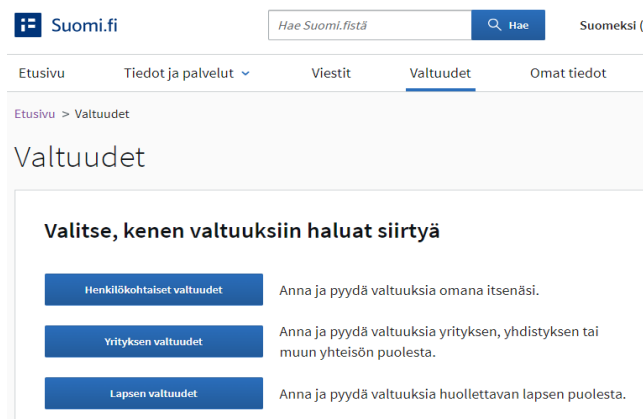 Suomi.fi
Hae Suomi.fistä
Hae
Suomeksi (
Etusivu
Tiedot ja palvelut
Viestit
Valtuudet
Omat tiedot
Etusivu > Valtuudet
Valtuudet
Valitse, kenen valtuuksiin haluat siirtyä
Henkilökohtaiset valtuudet
Anna ja pyydä valtuuksia omana itsenäsi.
Yrityksen valtuudet
Anna ja pyydä valtuuksia yrityksen, yhdistyksen tai
muun yhteisön puolesta.
Lapsen valtuudet
Anna ja pyydä valtuuksia huollettavan lapsen puolesta.